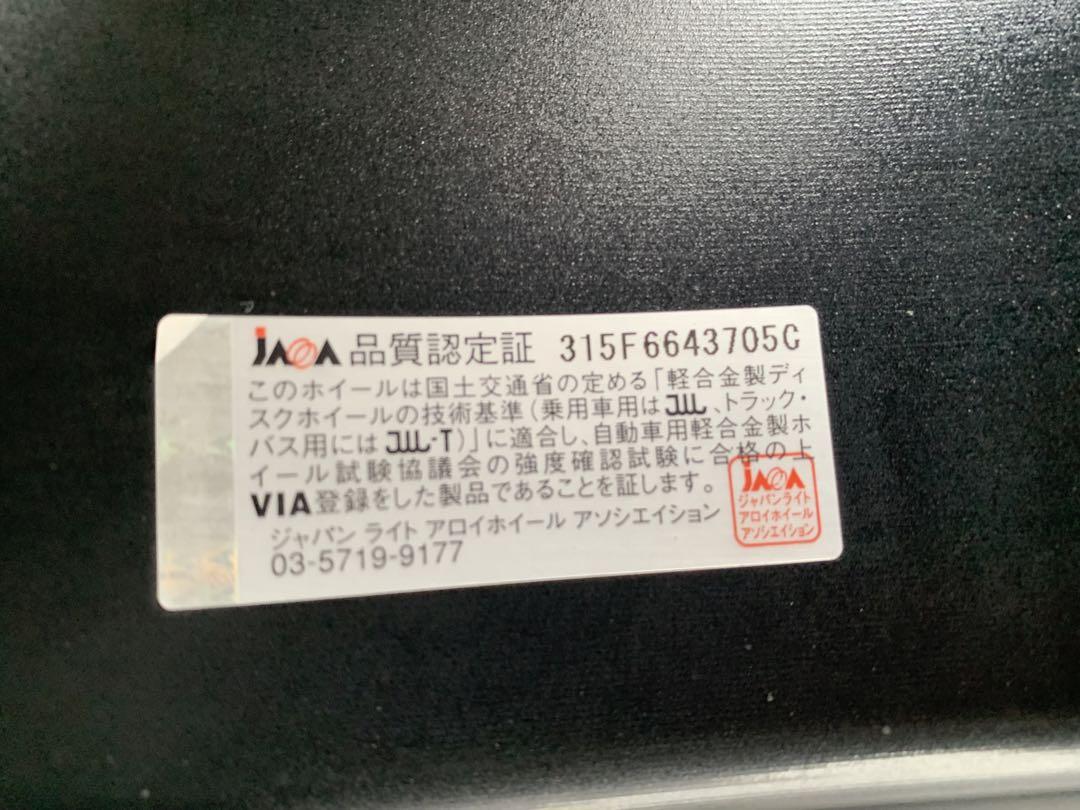 JAWA 品質認定証 315F6643705C
このホイールは国土交通省の定める「軽合金製ディ
スクホイールの技術基準(乗用車用はJWL、トラック・
バス用にはJWL・T)」に適合し、自動車用軽合金製ホ
イール試験協議会の強度確認試験に合格の上
VIA登録をした製品であることを証します。
ジャパン ライト アロイホイール アソシエイション
03-5719-9177
JAWA
ジャパンライト
アロイホイール
アソシエイション